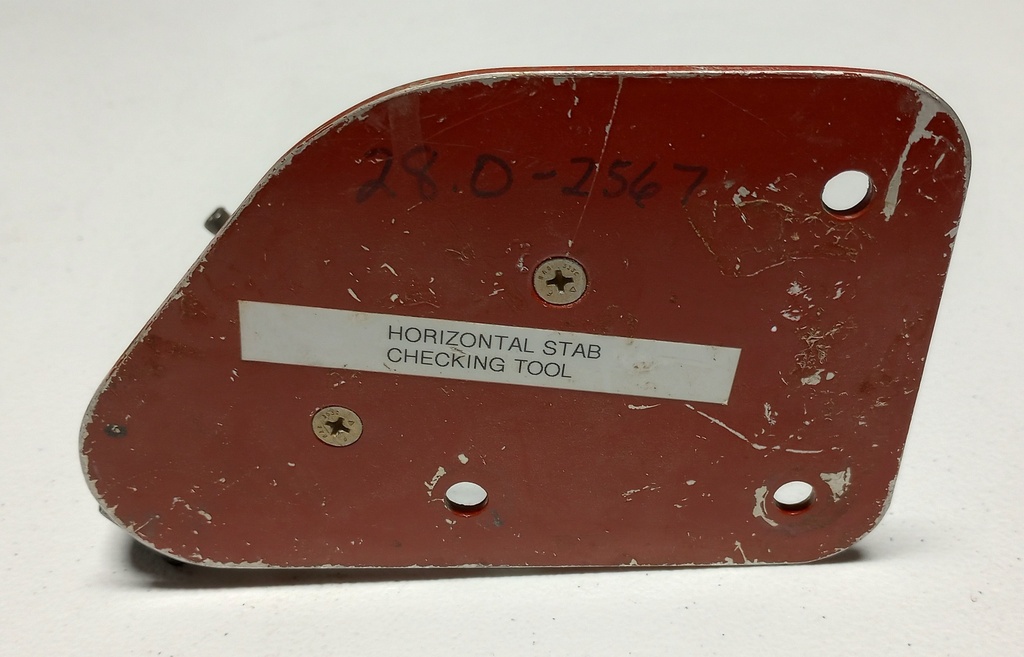 28.0-2567
HORIZONTAL STAB
CHECKING TOOL